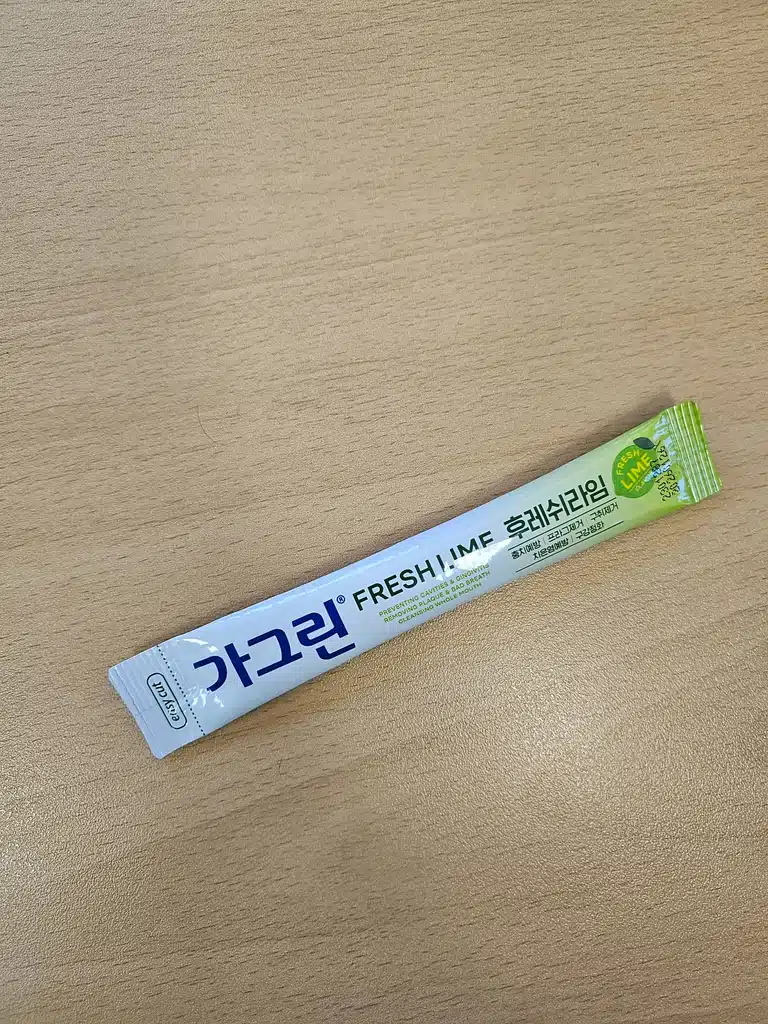 easy cut
가그린®
FRESH LIME
PREVENTING CAVITIES & GINGIVITIS
REMOVING PLAQUE & BAD BREATH
CLEANSING WHOLE MOUTH
후레쉬라임
충치예방 | 프라그제거 | 구취제거
치은염예방 | 구강정화
FRESH
LIME